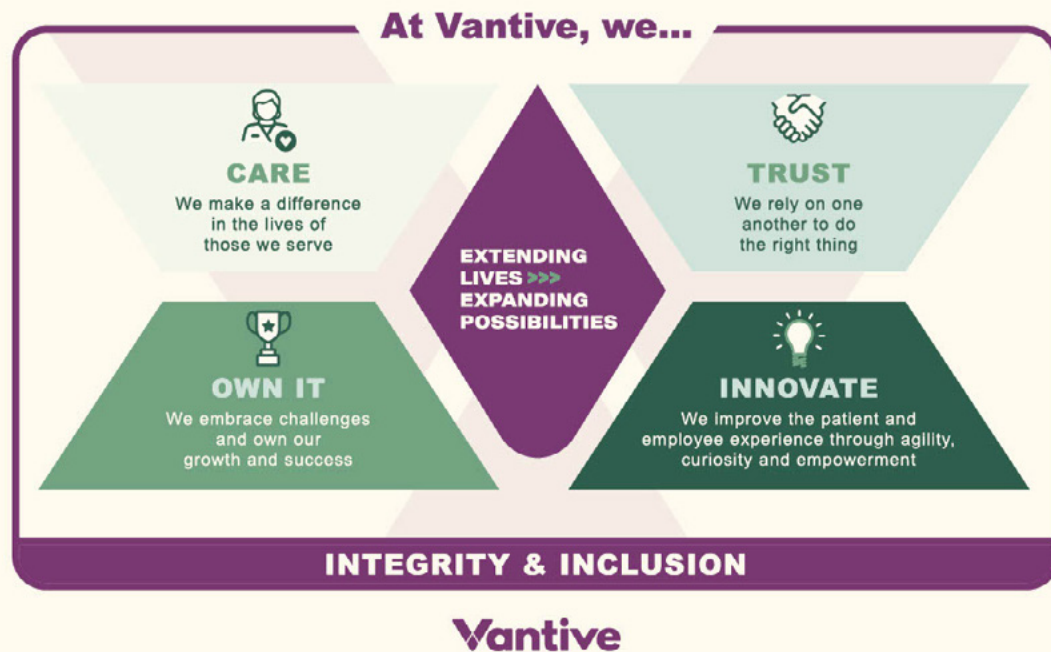 At Vantive, we...
CARE
We make a difference
in the lives of
those we serve
TRUST
We rely on one
another to do
the right thing
EXTENDING
LIVES >>>
EXPANDING
POSSIBILITIES
OWN IT
We embrace challenges
and own our
growth and success
INNOVATE
We improve the patient and
employee experience through agility,
curiosity and empowerment
INTEGRITY & INCLUSION
Vantive